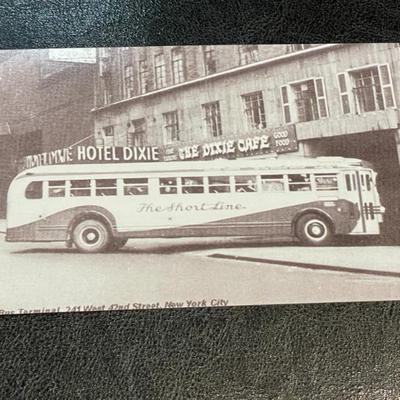 HOTEL DIXIE
THE DIXIE CAFE
GOOD
FOOD
The Short Line
Bus Terminal, 241 West 42nd Street, New York City